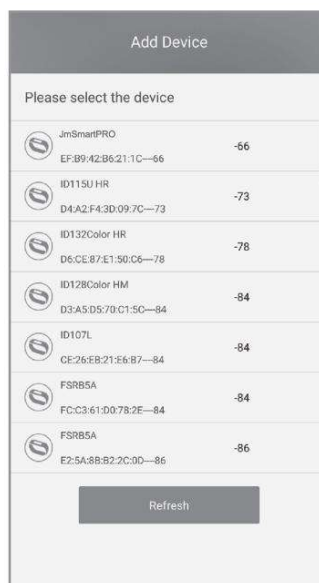 Add Device
Please select the device
JmSmartPRO
-66
EF:B9:42:B6:21:1C----66
ID115U HR
-73
D4:A2:F4:3D:09:7C----73
ID132Color HR
-78
D6:CE:87:E1:50:C6----78
ID128Color HM
-84
D3:A5:D5:70:C1:5C----84
ID107L
-84
CE:26:EB:21:E6:B7----84
FSRB5A
-84
FC:C3:61:D0:78:2E----84
FSRB5A
-86
E2:5A:8B:B2:2C:0D----86
Refresh